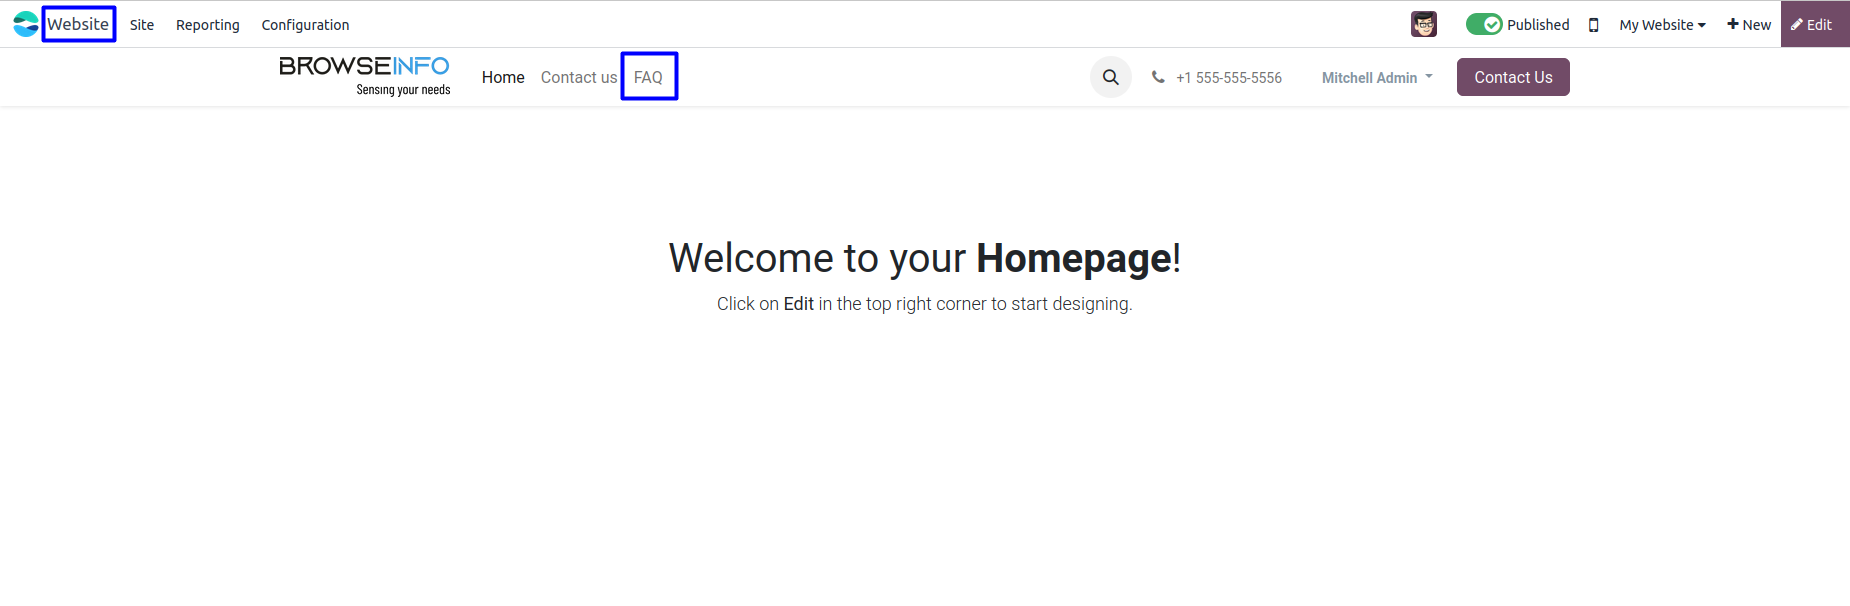 Website Site Reporting Configuration Published My Website New Edit
BROWSEINFO
Sensing your needs
Home Contact us FAQ +1 555-555-5556 Mitchell Admin Contact Us
Welcome to your Homepage!
Click on Edit in the top right corner to start designing.